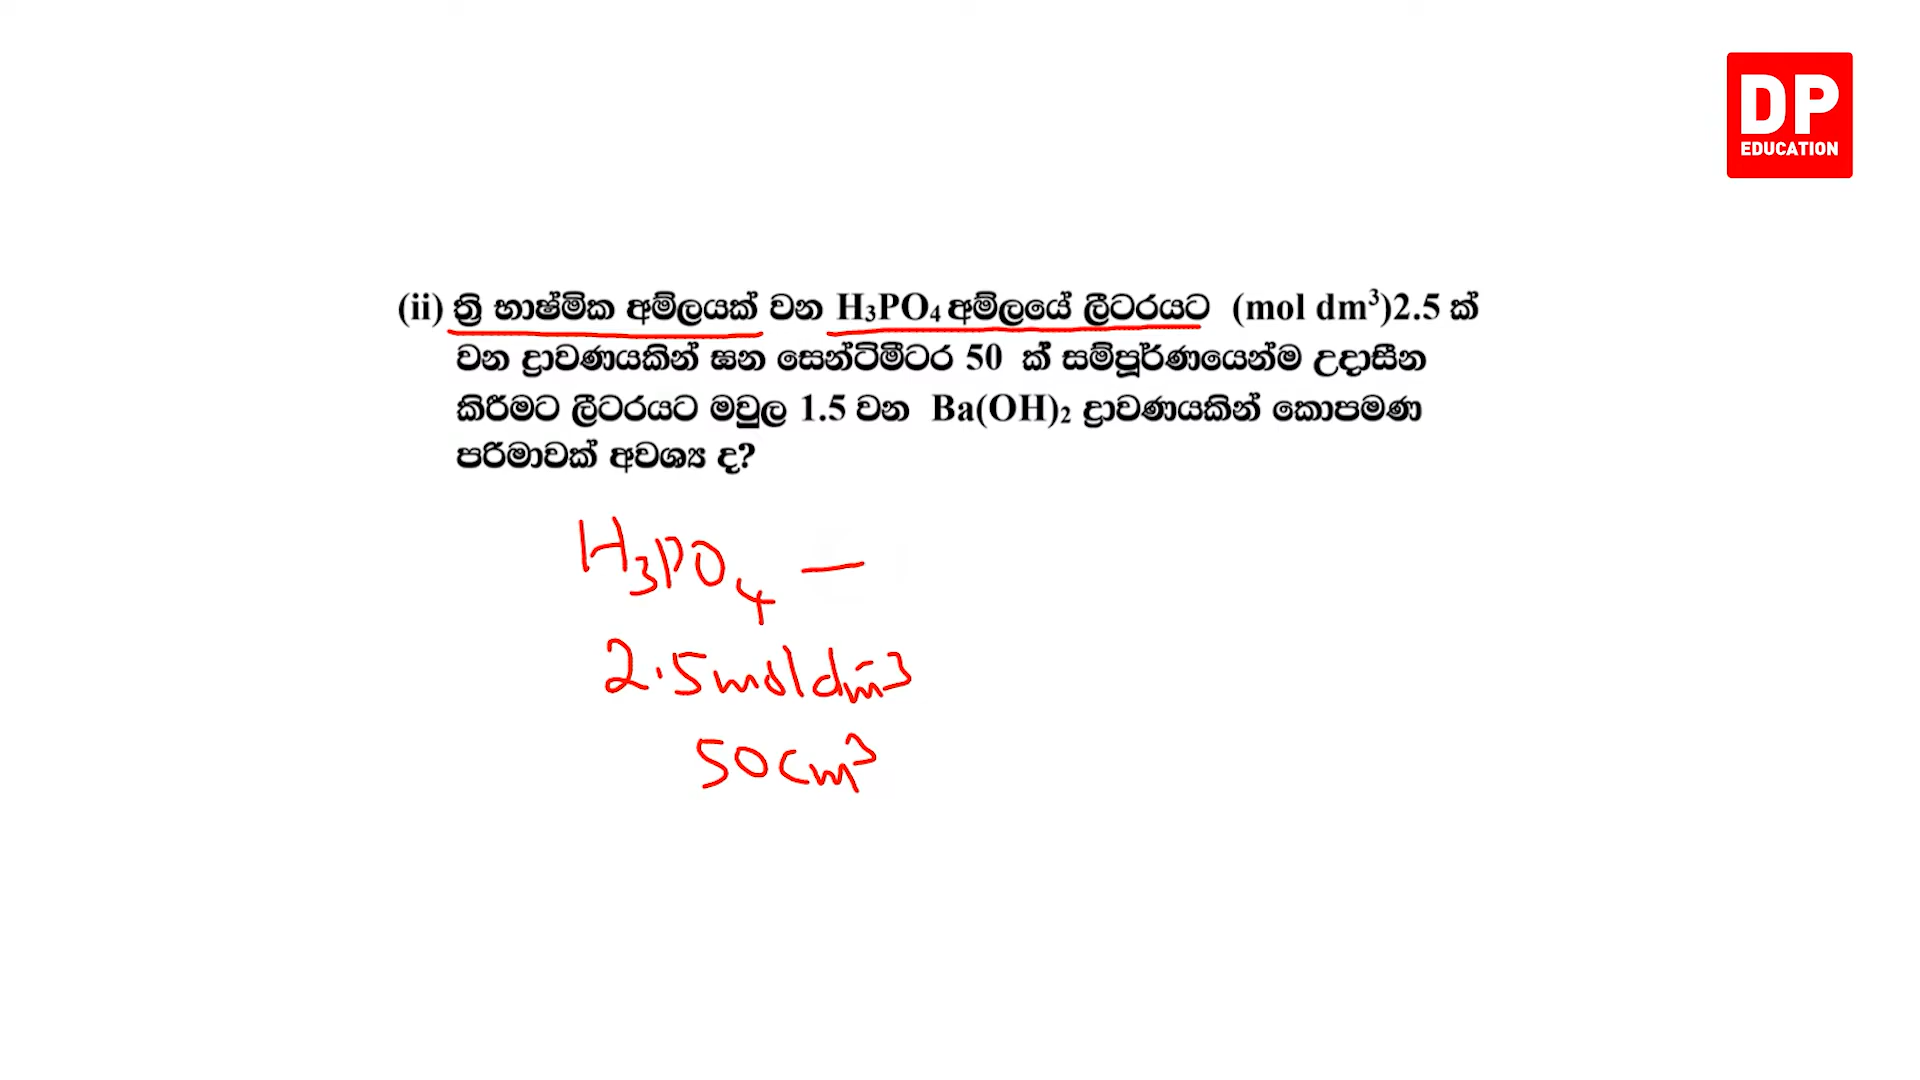 DP
EDUCATION
(ii) ත්‍රි භාෂ්මික අම්ලයක් වන H₃PO₄ අම්ලයේ ලීටරයට (mol dm³)2.5 ක්
වන ද්‍රාවණයකින් ඝන සෙන්ටිමීටර 50 ක් සම්පූර්ණයෙන්ම උදාසීන
කිරීමට ලීටරයට මවුල 1.5 වන Ba(OH)₂ ද්‍රාවණයකින් කොපමණ
පරිමාවක් අවශ්‍ය ද?
H₃PO₄ —
2.5 mol dm⁻³
50 cm³